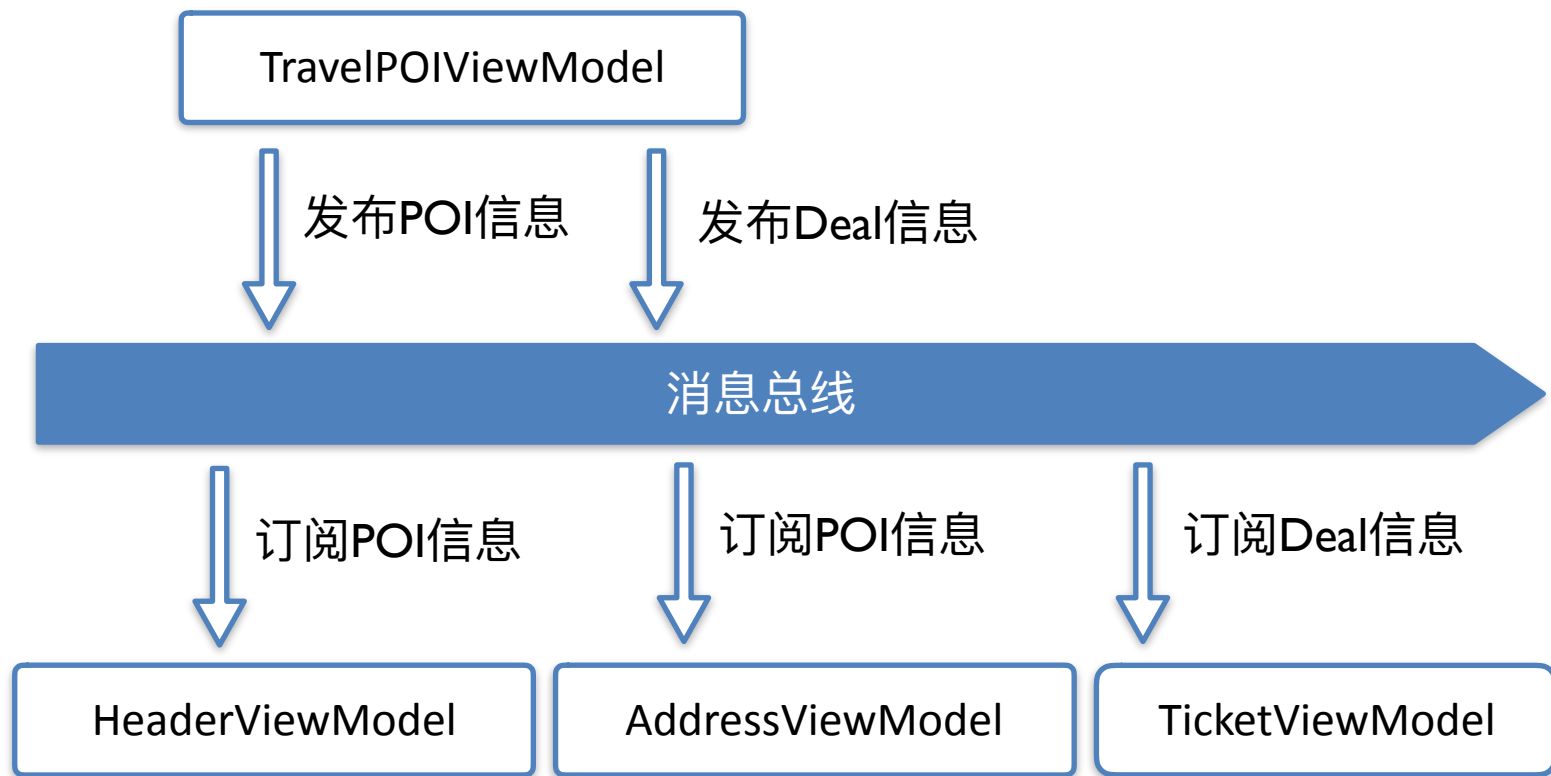 TravelPOIViewModel
发布POI信息
发布Deal信息
消息总线
订阅POI信息
订阅POI信息
订阅Deal信息
HeaderViewModel
AddressViewModel
TicketViewModel